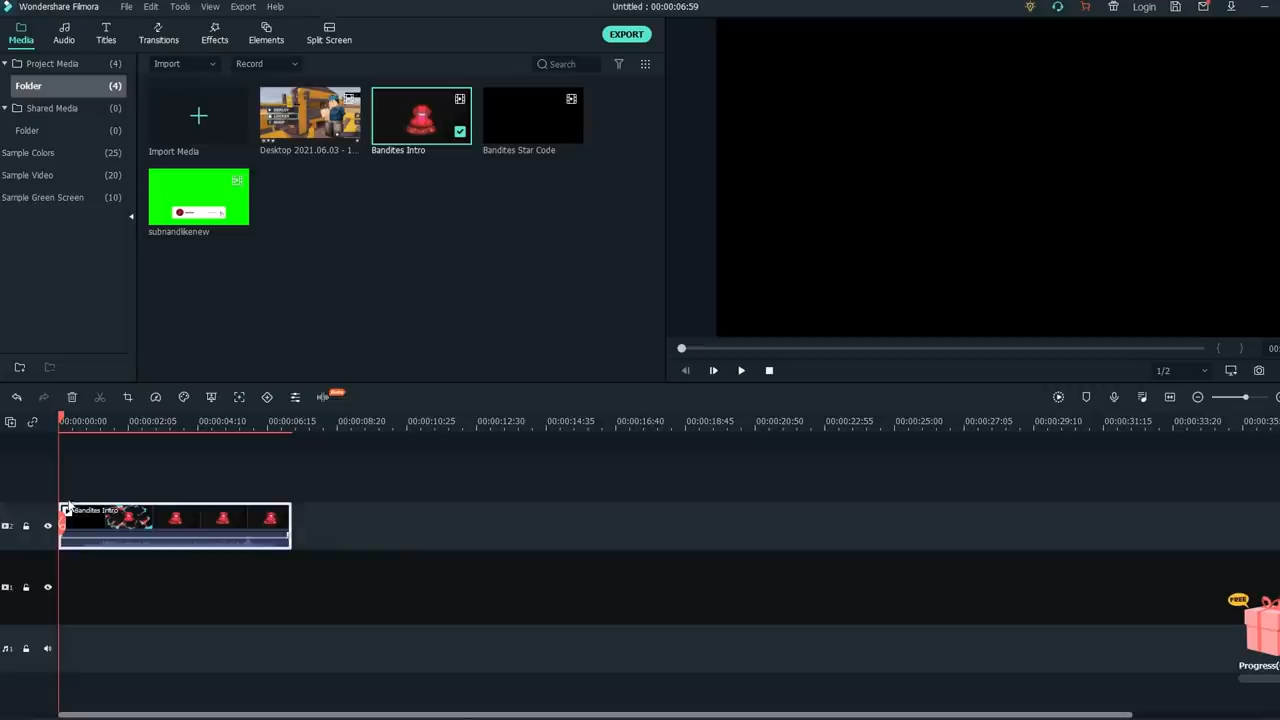 Wondershare Filmora
File Edit Tools View Export Help
Untitled : 00:00:06:59
Login
Media Audio Titles Transitions Effects Elements Split Screen
EXPORT
Project Media (4)
Folder (4)
Shared Media (0)
Folder (0)
Sample Colors (25)
Sample Video (20)
Sample Green Screen (10)
Import
Record
Search
Import Media
Desktop 2021.06.03 - 1...
Bandites Intro
Bandites Star Code
subnandlikenew
1/2
00:00:00:00 00:00:02:05 00:00:04:10 00:00:06:15 00:00:08:20 00:00:10:25 00:00:12:30 00:00:14:35 00:00:16:40 00:00:18:45 00:00:20:50 00:00:22:55 00:00:25:00 00:00:27:05 00:00:29:10 00:00:31:15 00:00:33:20 00:00:35:
Bandites Intro
FREE
Progress(